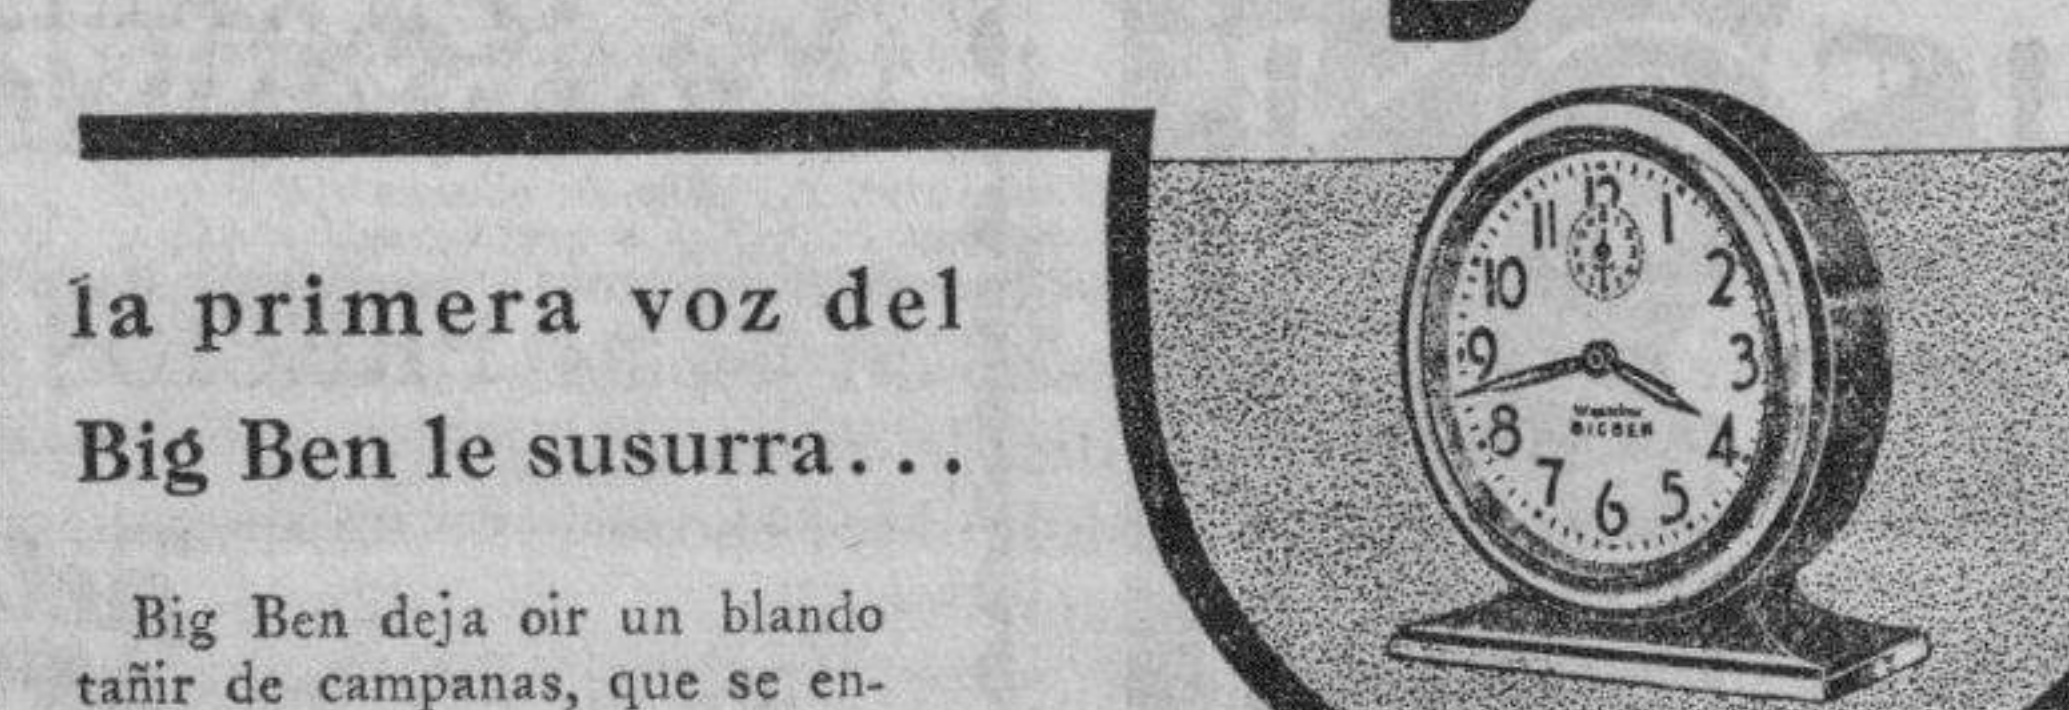 la primera voz del
Big Ben le susurra...
Big Ben deja oir un blando
tañir de campanas, que se en-
12
11
1
10
2
9
3
8
4
7
5
6
Westclox
BIG BEN